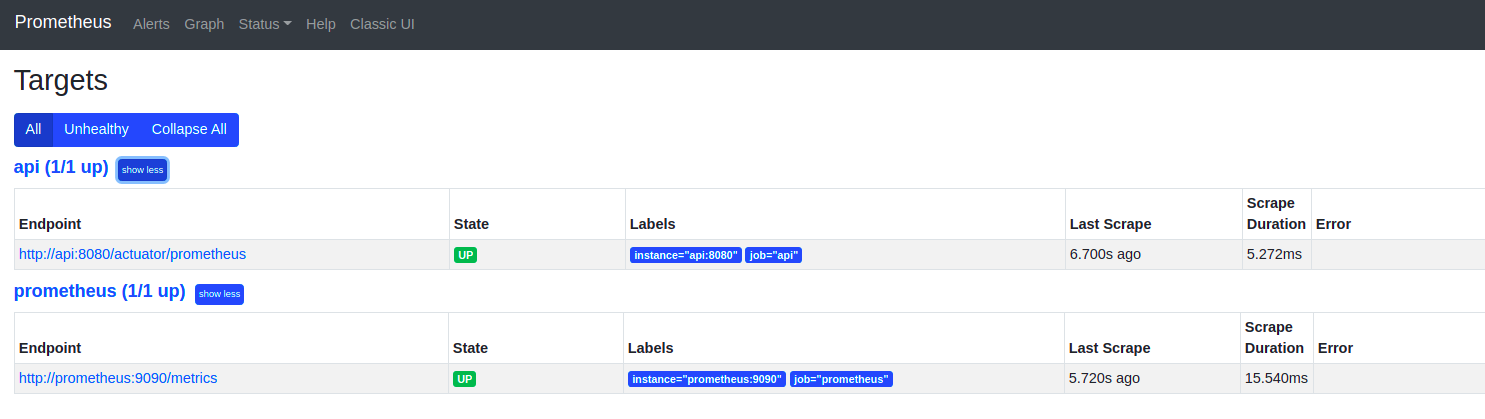 Prometheus Alerts Graph Status Help Classic UI
Targets
All Unhealthy Collapse All
api (1/1 up) show less
Endpoint State Labels Last Scrape Scrape Duration Error
http://api:8080/actuator/prometheus UP instance="api:8080" job="api" 6.700s ago 5.272ms
prometheus (1/1 up) show less
Endpoint State Labels Last Scrape Scrape Duration Error
http://prometheus:9090/metrics UP instance="prometheus:9090" job="prometheus" 5.720s ago 15.540ms